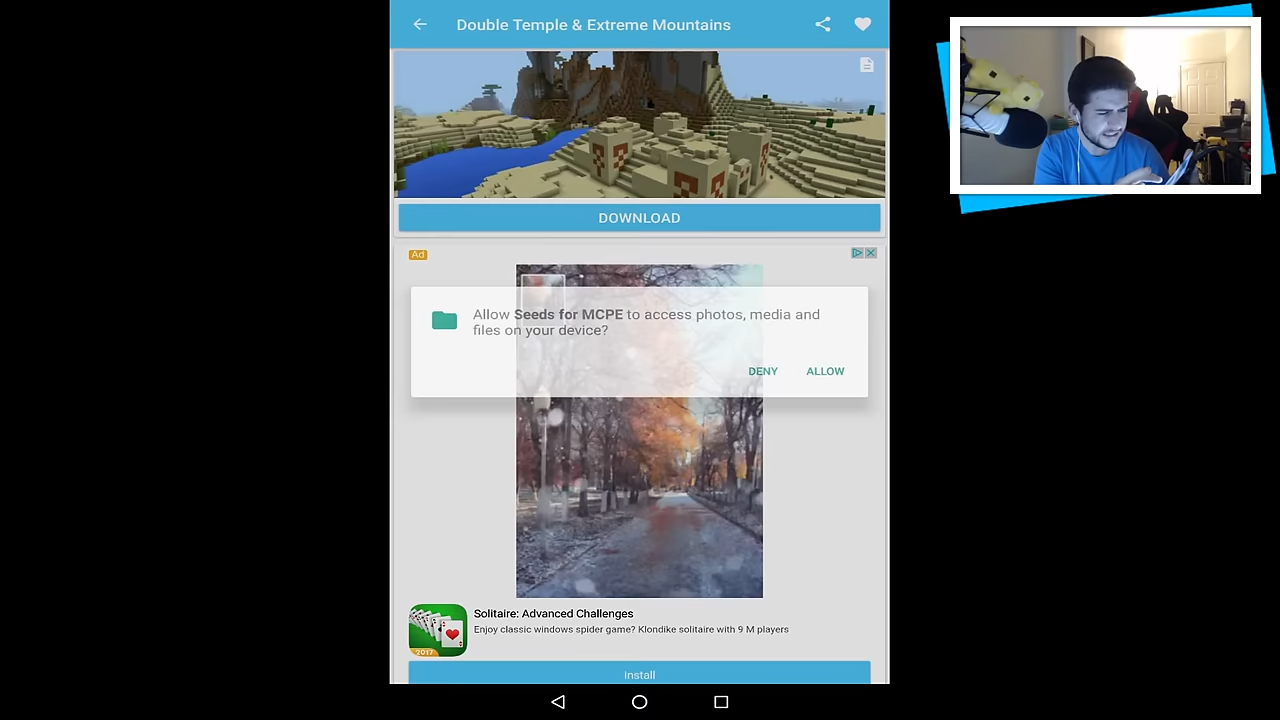 Double Temple & Extreme Mountains
DOWNLOAD
Ad
Allow Seeds for MCPE to access photos, media and
files on your device?
DENY ALLOW
Solitaire: Advanced Challenges
Enjoy classic windows spider game? Klondike solitaire with 9 M players
2017
Install